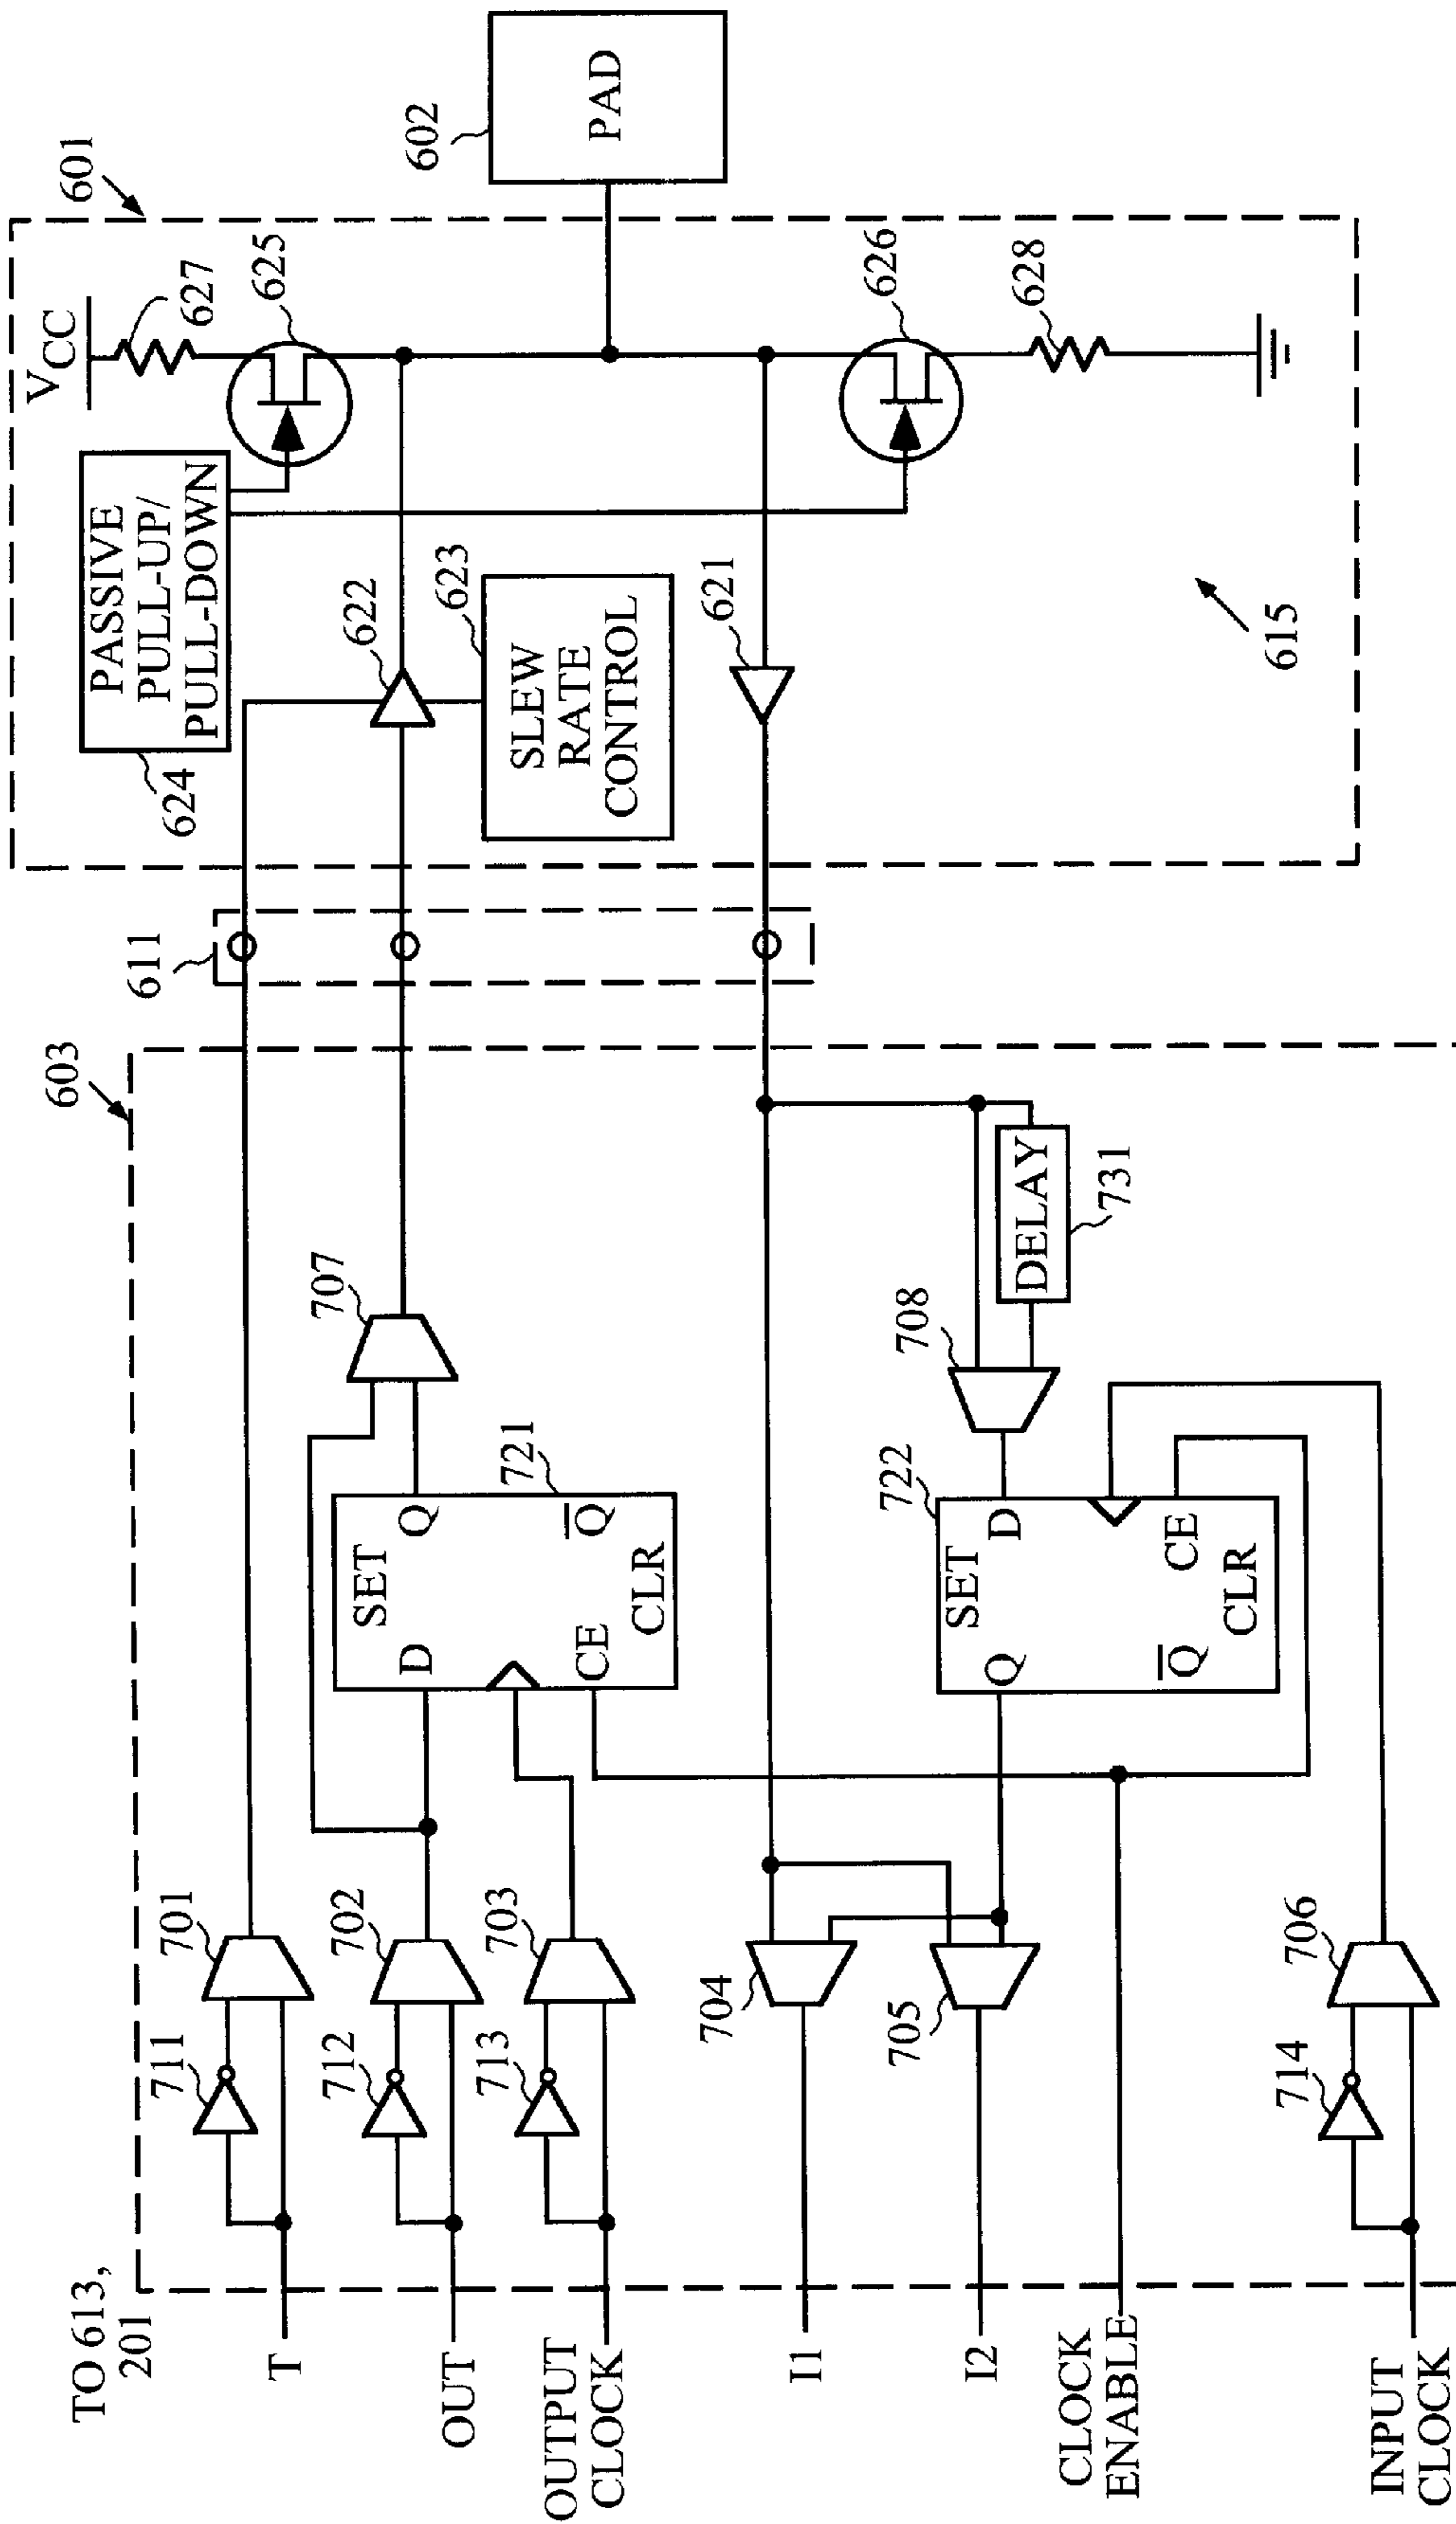 TO 613,
201
T
OUT
OUTPUT
CLOCK
I1
I2
CLOCK
ENABLE
INPUT
CLOCK
711
712
713
714
701
702
703
704
705
706
603
SET
D
Q
CE
Q
CLR
721
707
SET
Q
D
Q
CE
CLR
722
708
DELAY
731
611
601
PASSIVE
PULL-UP/
PULL-DOWN
624
VCC
627
625
622
SLEW
RATE
CONTROL
623
621
626
628
615
602
PAD